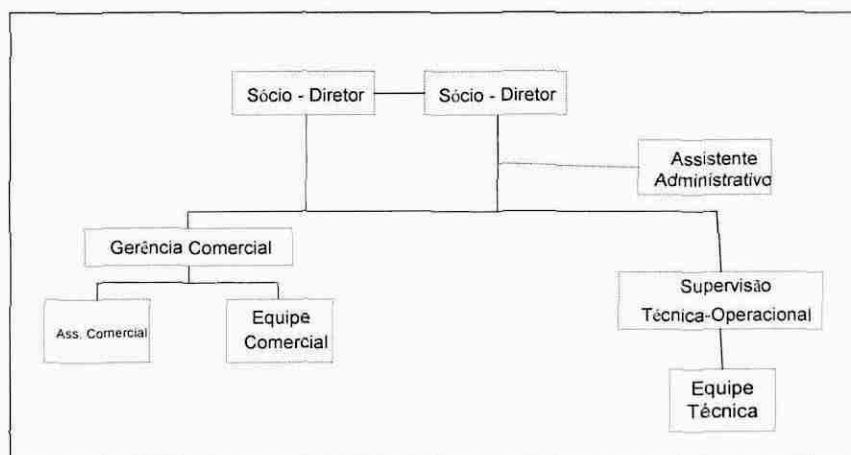 Sócio - Diretor
Sócio - Diretor
Assistente
Administrativo
Gerência Comercial
Supervisão
Técnica-Operacional
Ass. Comercial
Equipe
Comercial
Equipe
Técnica